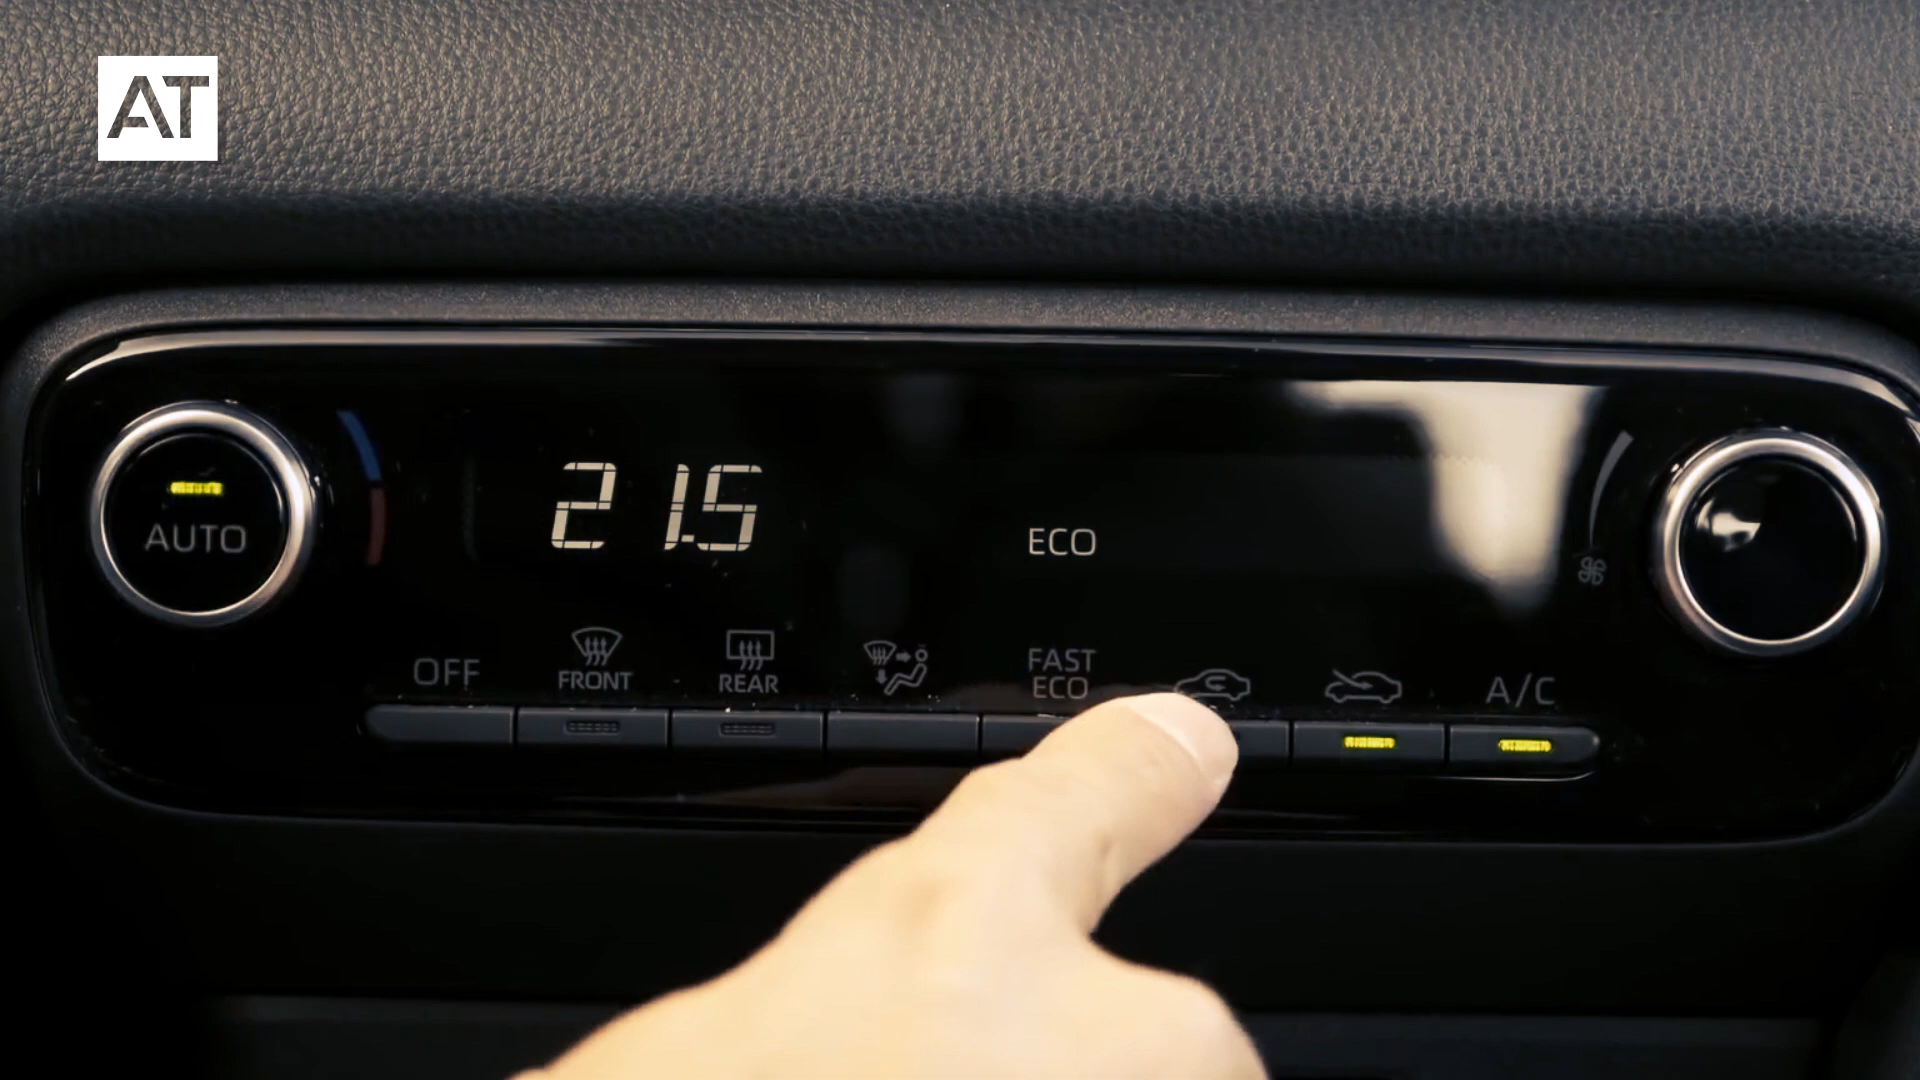 AT
AUTO
21.5
ECO
OFF
FRONT
REAR
FAST
ECO
A/C